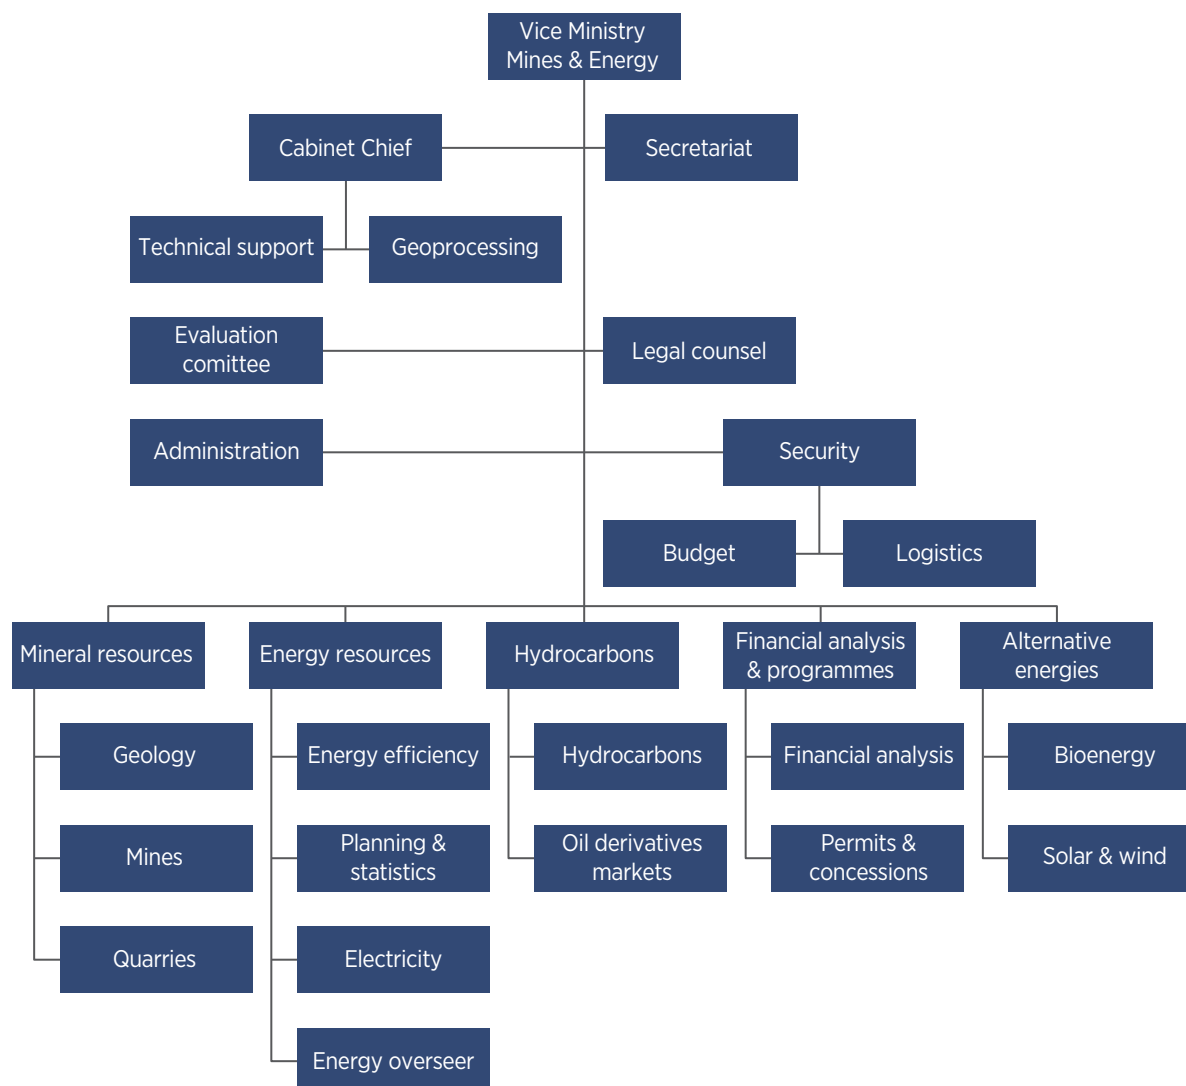 Vice Ministry
Mines & Energy
Cabinet Chief
Secretariat
Technical support
Geoprocessing
Evaluation
comittee
Legal counsel
Administration
Security
Budget
Logistics
Mineral resources
Energy resources
Hydrocarbons
Financial analysis
& programmes
Alternative
energies
Geology
Energy efficiency
Hydrocarbons
Financial analysis
Bioenergy
Mines
Planning &
statistics
Oil derivatives
markets
Permits &
concessions
Solar & wind
Quarries
Electricity
Energy overseer